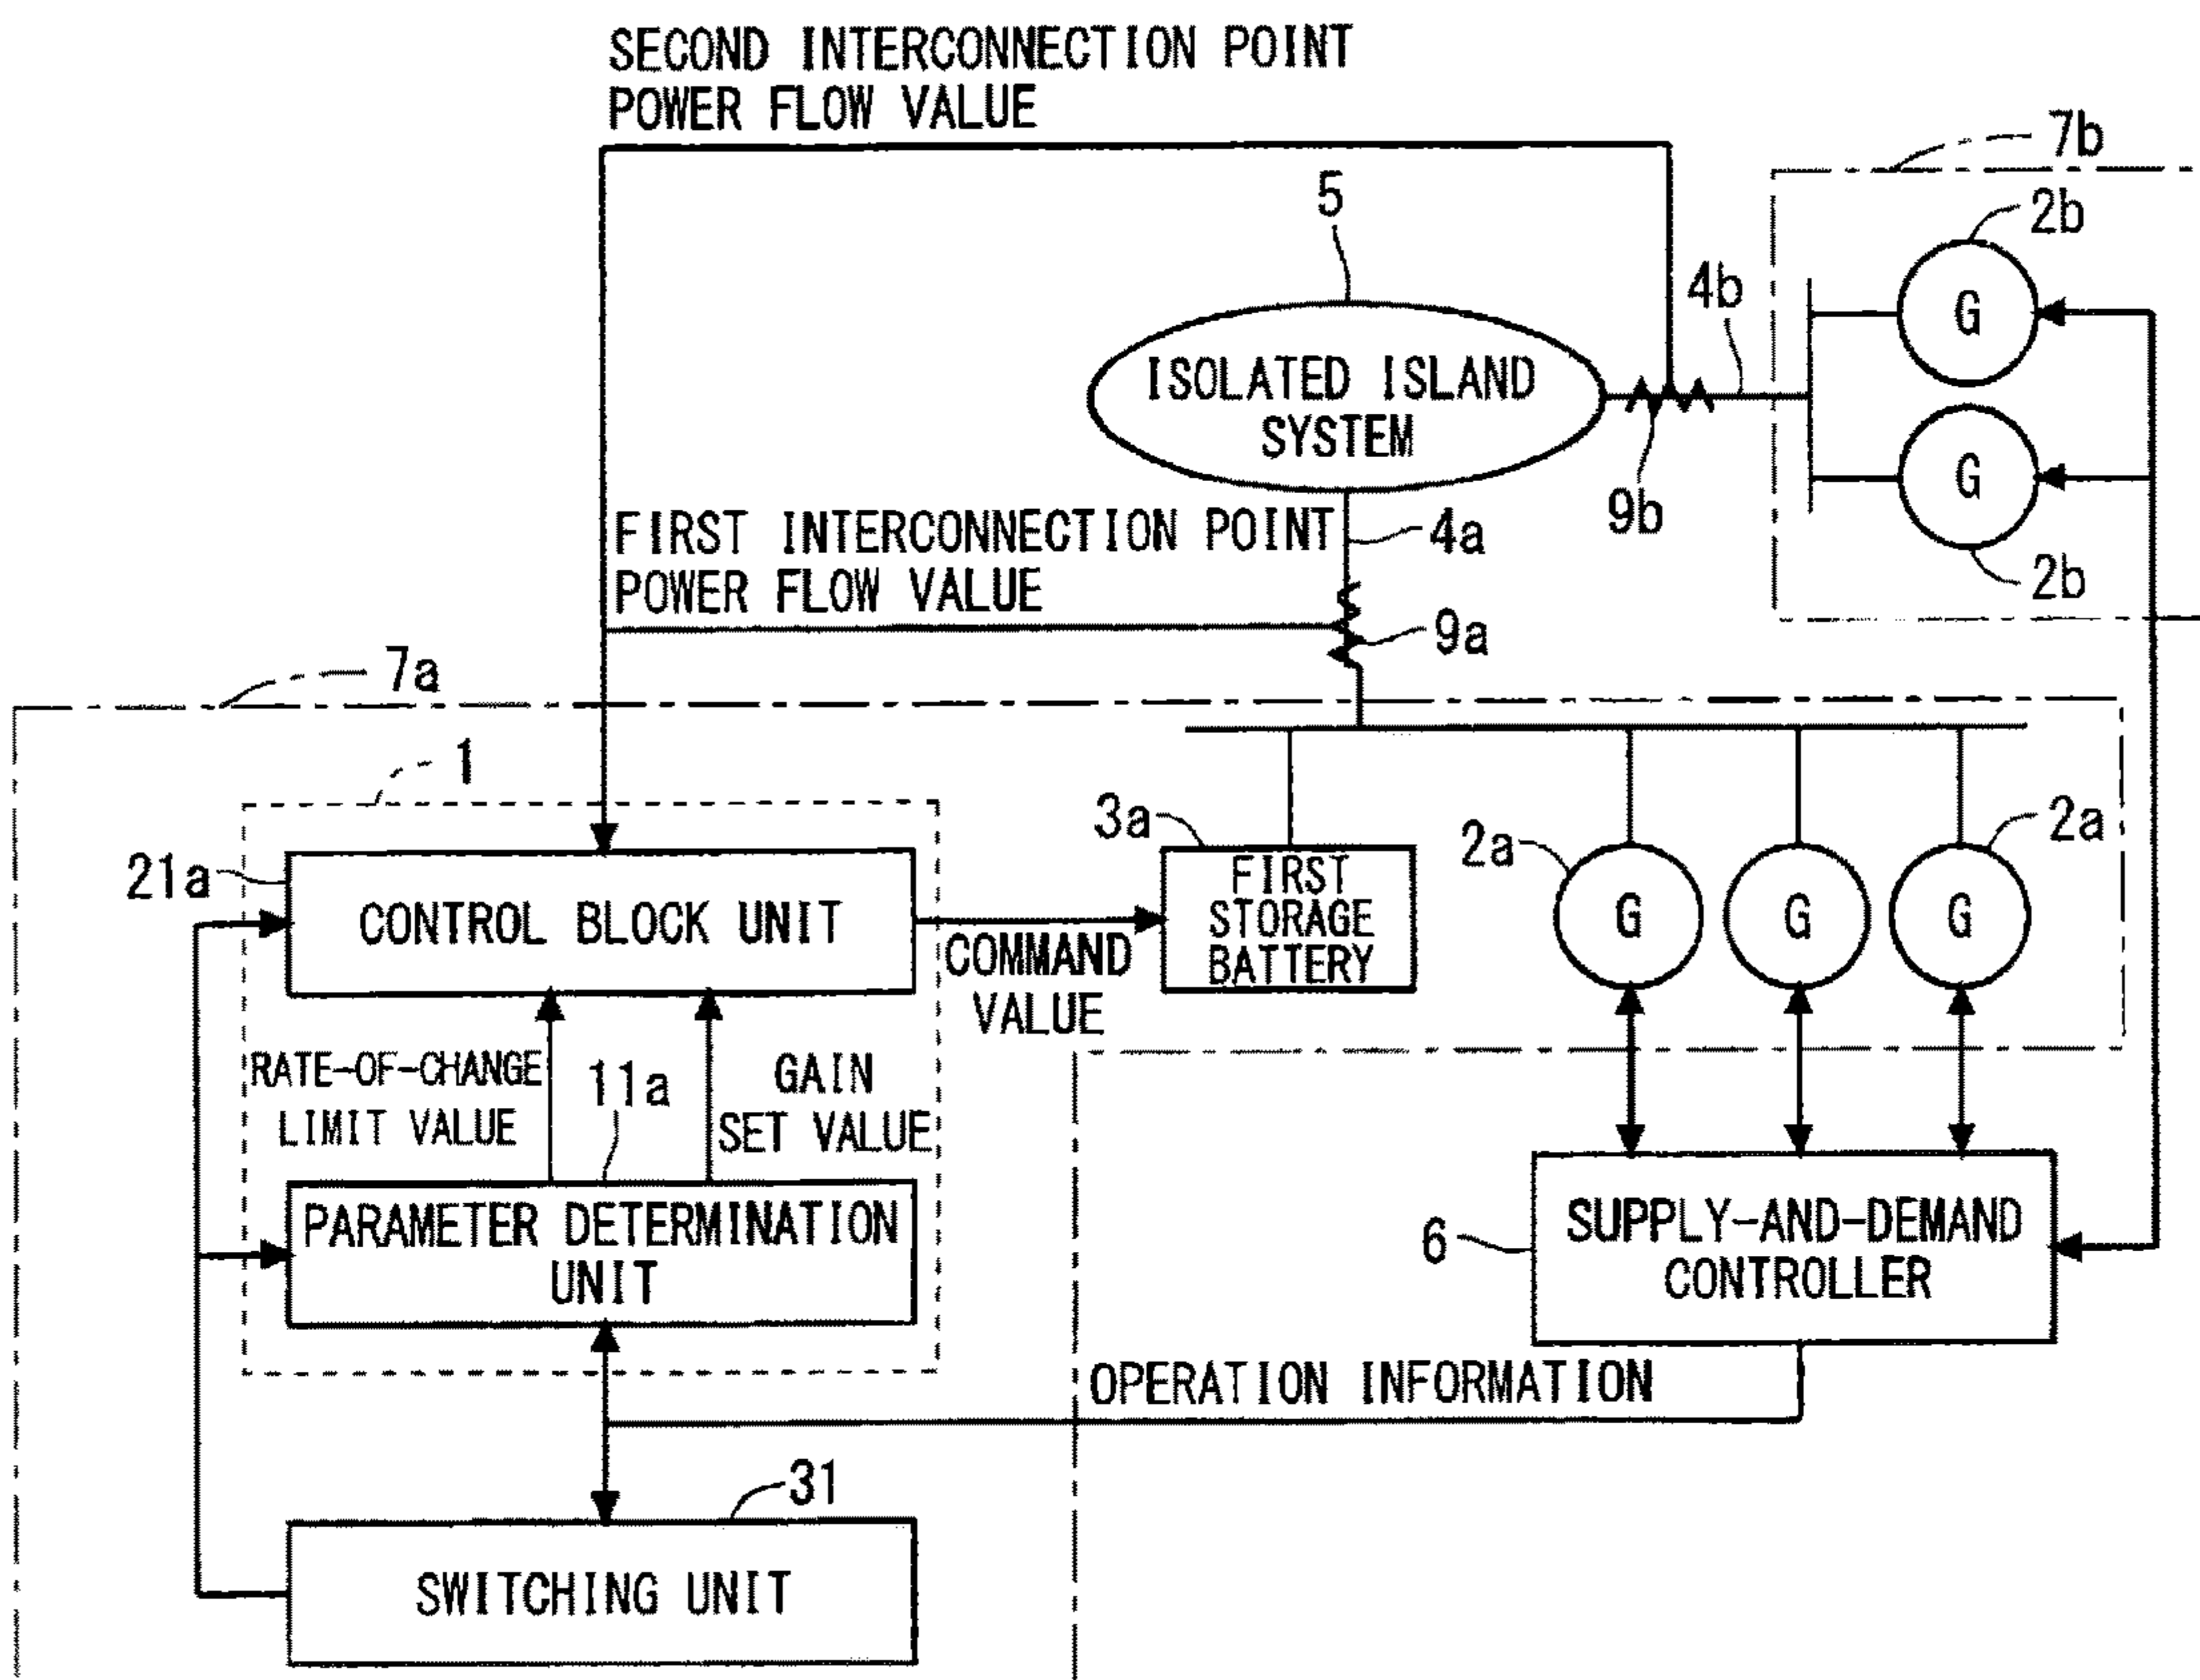 SECOND INTERCONNECTION POINT
POWER FLOW VALUE
7b
2b
5
4b
G
ISOLATED ISLAND
SYSTEM
G
9b
2b
FIRST INTERCONNECTION POINT
POWER FLOW VALUE
4a
9a
7a
1
3a
2a
2a
21a
CONTROL BLOCK UNIT
FIRST
STORAGE
BATTERY
G
G
G
COMMAND
VALUE
RATE-OF-CHANGE
LIMIT VALUE
11a
GAIN
SET VALUE
PARAMETER DETERMINATION
UNIT
6
SUPPLY-AND-DEMAND
CONTROLLER
OPERATION INFORMATION
31
SWITCHING UNIT